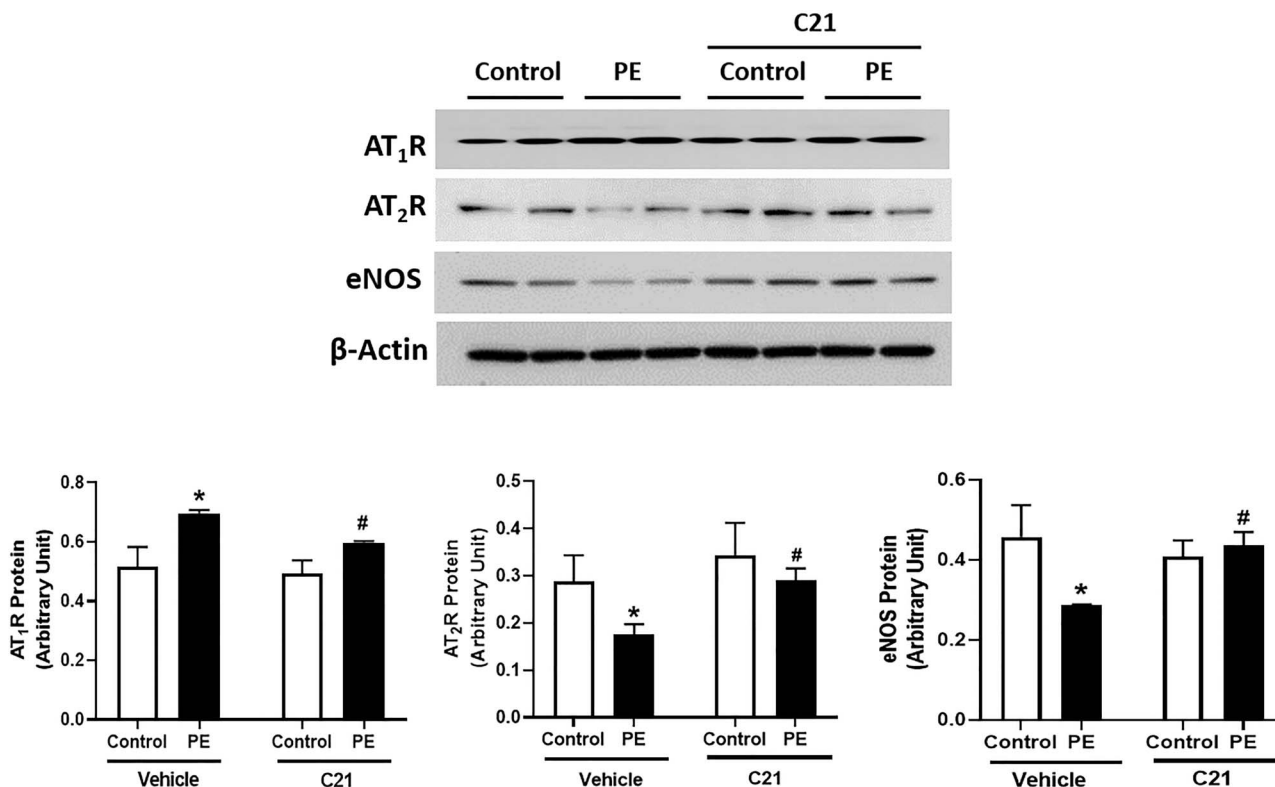 C21
Control PE Control PE
AT₁R
AT₂R
eNOS
β-Actin
AT₁R Protein
(Arbitrary Unit)
0.8
0.6
0.4
0.2
0.0
*
#
Control PE Control PE
Vehicle C21
AT₂R Protein
(Arbitrary Unit)
0.5
0.4
0.3
0.2
0.1
0.0
*
#
Control PE Control PE
Vehicle C21
eNOS Protein
(Arbitrary Unit)
0.6
0.4
0.2
0.0
*
#
Control PE Control PE
Vehicle C21